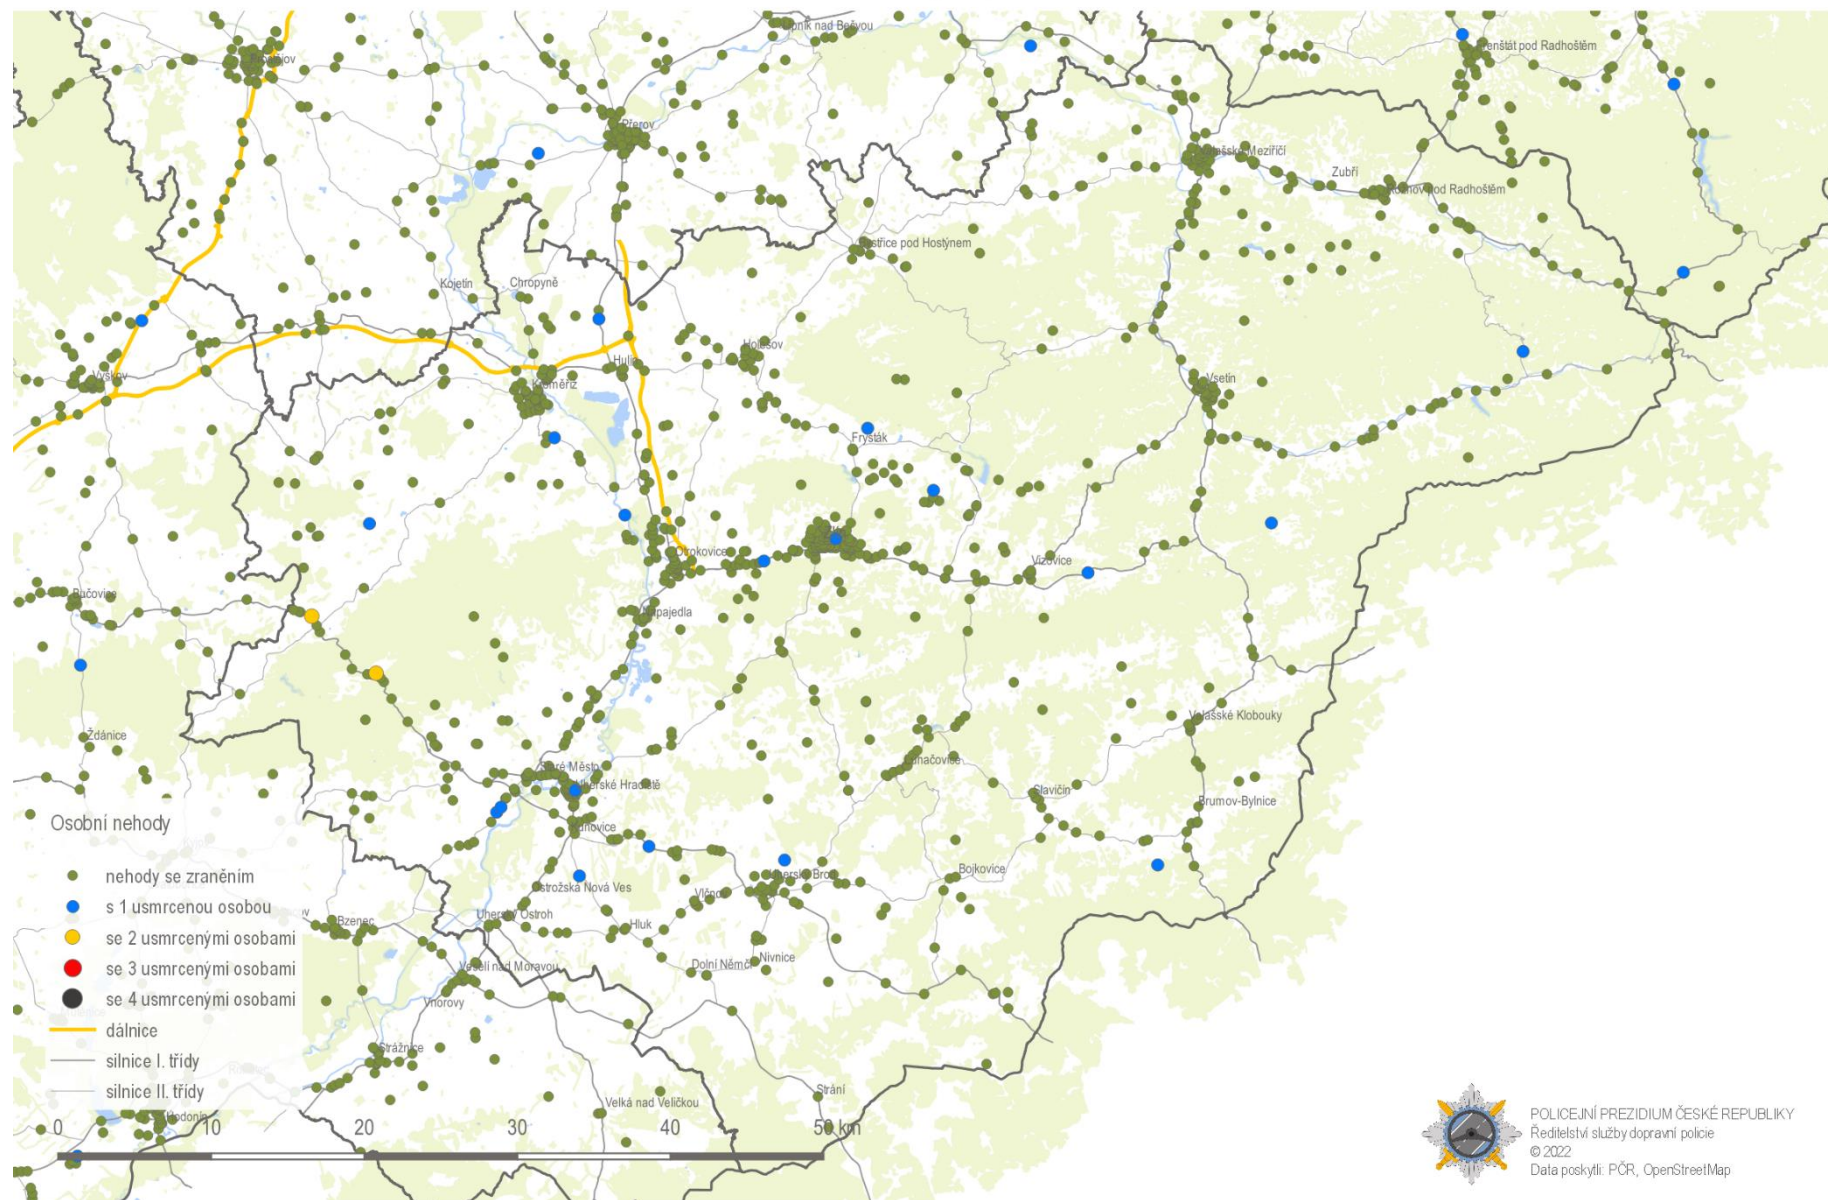 Lipník nad Bečvou
Prostějov
Frenštát pod Radhoštěm
Přerov
Valašské Meziříčí
Zubří
Rožnov pod Radhoštěm
Bystřice pod Hostýnem
Kojetín
Chropyně
Holešov
Hulín
Vyškov
Kroměříž
Vsetín
Fryšták
Otrokovice
Vizovice
Bučovice
Napajedla
Valašské Klobouky
Ždánice
Luhačovice
Staré Město
Uherské Hradiště
Slavičín
Brumov-Bylnice
Kunovice
Bojkovice
Uherský Brod
Ostrožská Nová Ves
Vlčnov
Uherský Ostroh
Bzenec
Hluk
Nivnice
Dolní Němčí
Veselí nad Moravou
Vnorovy
Strážnice
Strání
Velká nad Veličkou
Hodonín
Osobní nehody
nehody se zraněním
s 1 usmrcenou osobou
se 2 usmrcenými osobami
se 3 usmrcenými osobami
se 4 usmrcenými osobami
dálnice
silnice I. třídy
silnice II. třídy
0 10 20 30 40 50 km
POLICEJNÍ PREZIDIUM ČESKÉ REPUBLIKY
Ředitelství služby dopravní policie
© 2022
Data poskytli: PČR, OpenStreetMap